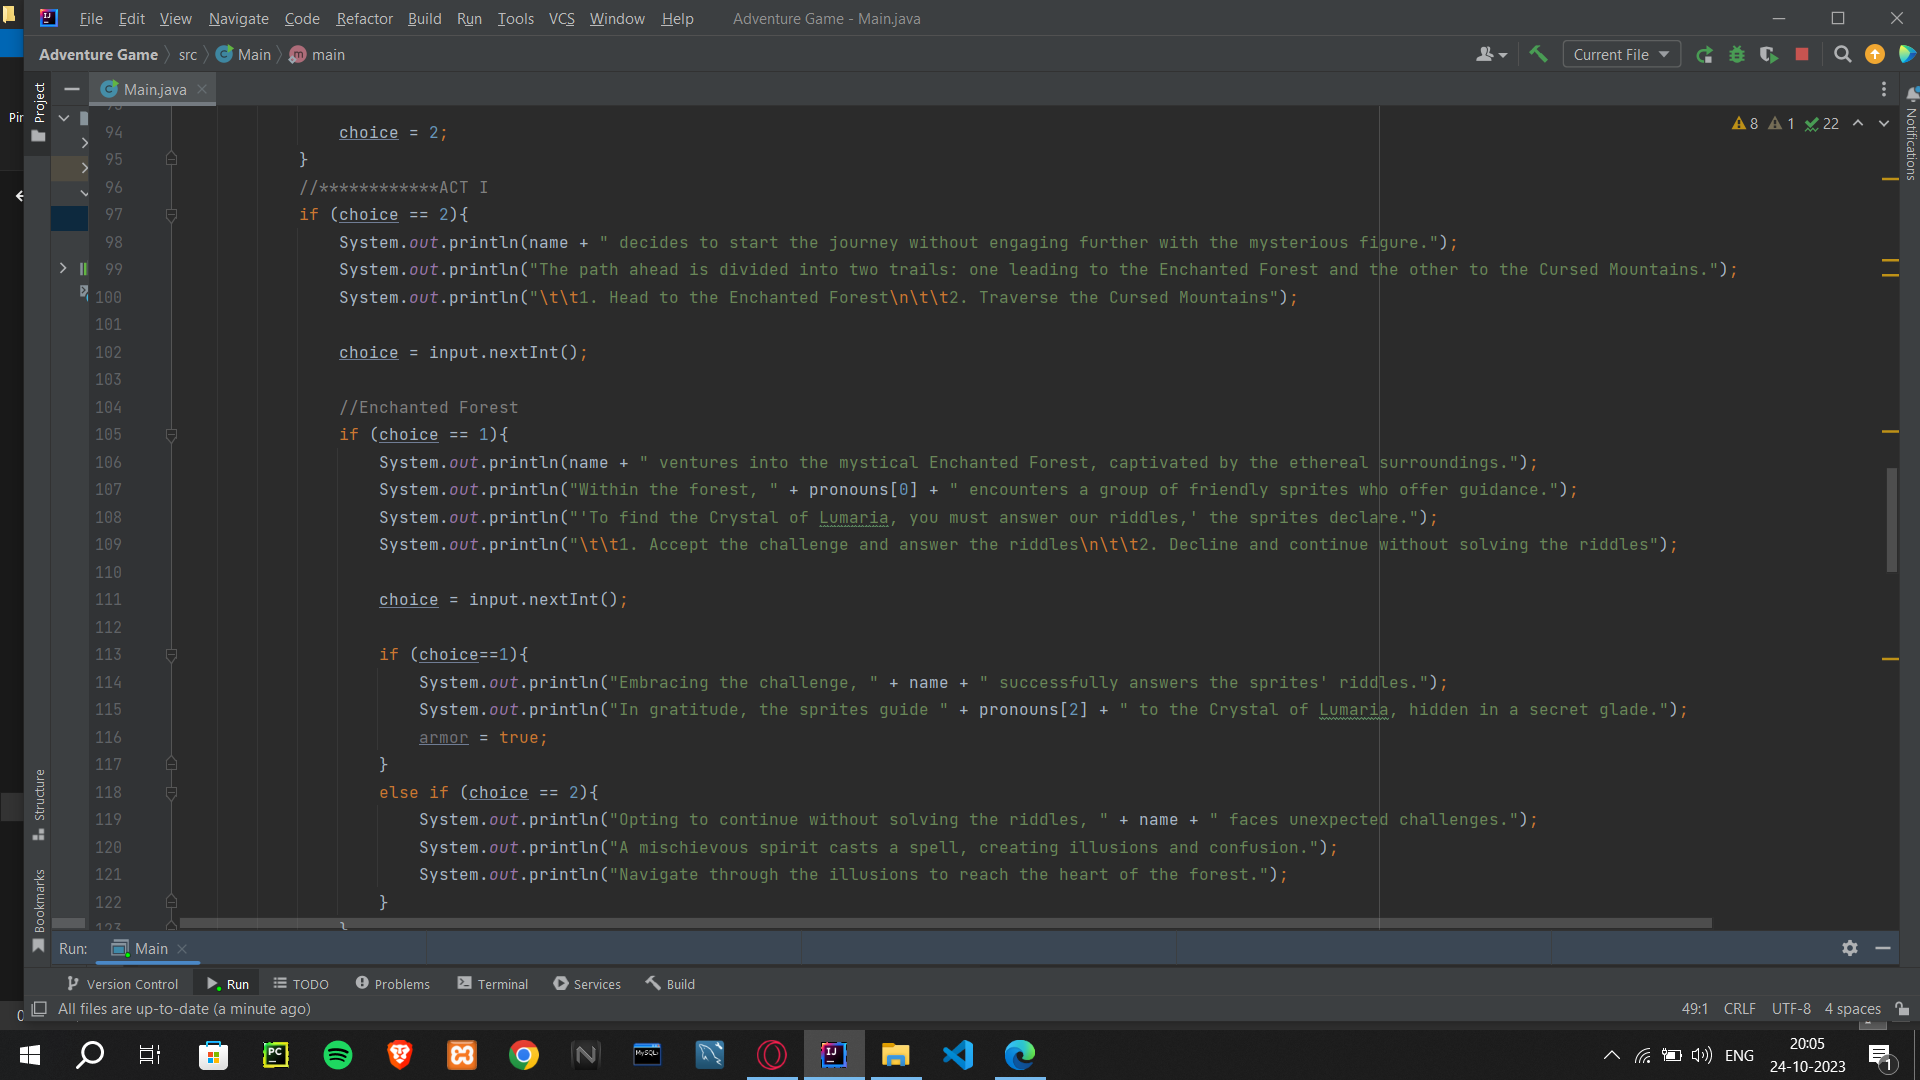 File Edit View Navigate Code Refactor Build Run Tools VCS Window Help Adventure Game - Main.java
Adventure Game src Main main Current File
Project
Main.java
Notifications
8 1 22
94 choice = 2;
95 }
96 //************ACT I
97 if (choice == 2){
98 System.out.println(name + " decides to start the journey without engaging further with the mysterious figure.");
99 System.out.println("The path ahead is divided into two trails: one leading to the Enchanted Forest and the other to the Cursed Mountains.");
100 System.out.println("\t\t1. Head to the Enchanted Forest\n\t\t2. Traverse the Cursed Mountains");
101
102 choice = input.nextInt();
103
104 //Enchanted Forest
105 if (choice == 1){
106 System.out.println(name + " ventures into the mystical Enchanted Forest, captivated by the ethereal surroundings.");
107 System.out.println("Within the forest, " + pronouns[0] + " encounters a group of friendly sprites who offer guidance.");
108 System.out.println("'To find the Crystal of Lumaria, you must answer our riddles,' the sprites declare.");
109 System.out.println("\t\t1. Accept the challenge and answer the riddles\n\t\t2. Decline and continue without solving the riddles");
110
111 choice = input.nextInt();
112
113 if (choice==1){
114 System.out.println("Embracing the challenge, " + name + " successfully answers the sprites' riddles.");
115 System.out.println("In gratitude, the sprites guide " + pronouns[2] + " to the Crystal of Lumaria, hidden in a secret glade.");
116 armor = true;
117 }
118 else if (choice == 2){
119 System.out.println("Opting to continue without solving the riddles, " + name + " faces unexpected challenges.");
120 System.out.println("A mischievous spirit casts a spell, creating illusions and confusion.");
121 System.out.println("Navigate through the illusions to reach the heart of the forest.");
122 }
123 }
Structure
Bookmarks
Run: Main
Version Control Run TODO Problems Terminal Services Build
All files are up-to-date (a minute ago) 49:1 CRLF UTF-8 4 spaces
PC
MySQL
IJ
ENG
20:05
24-10-2023
1